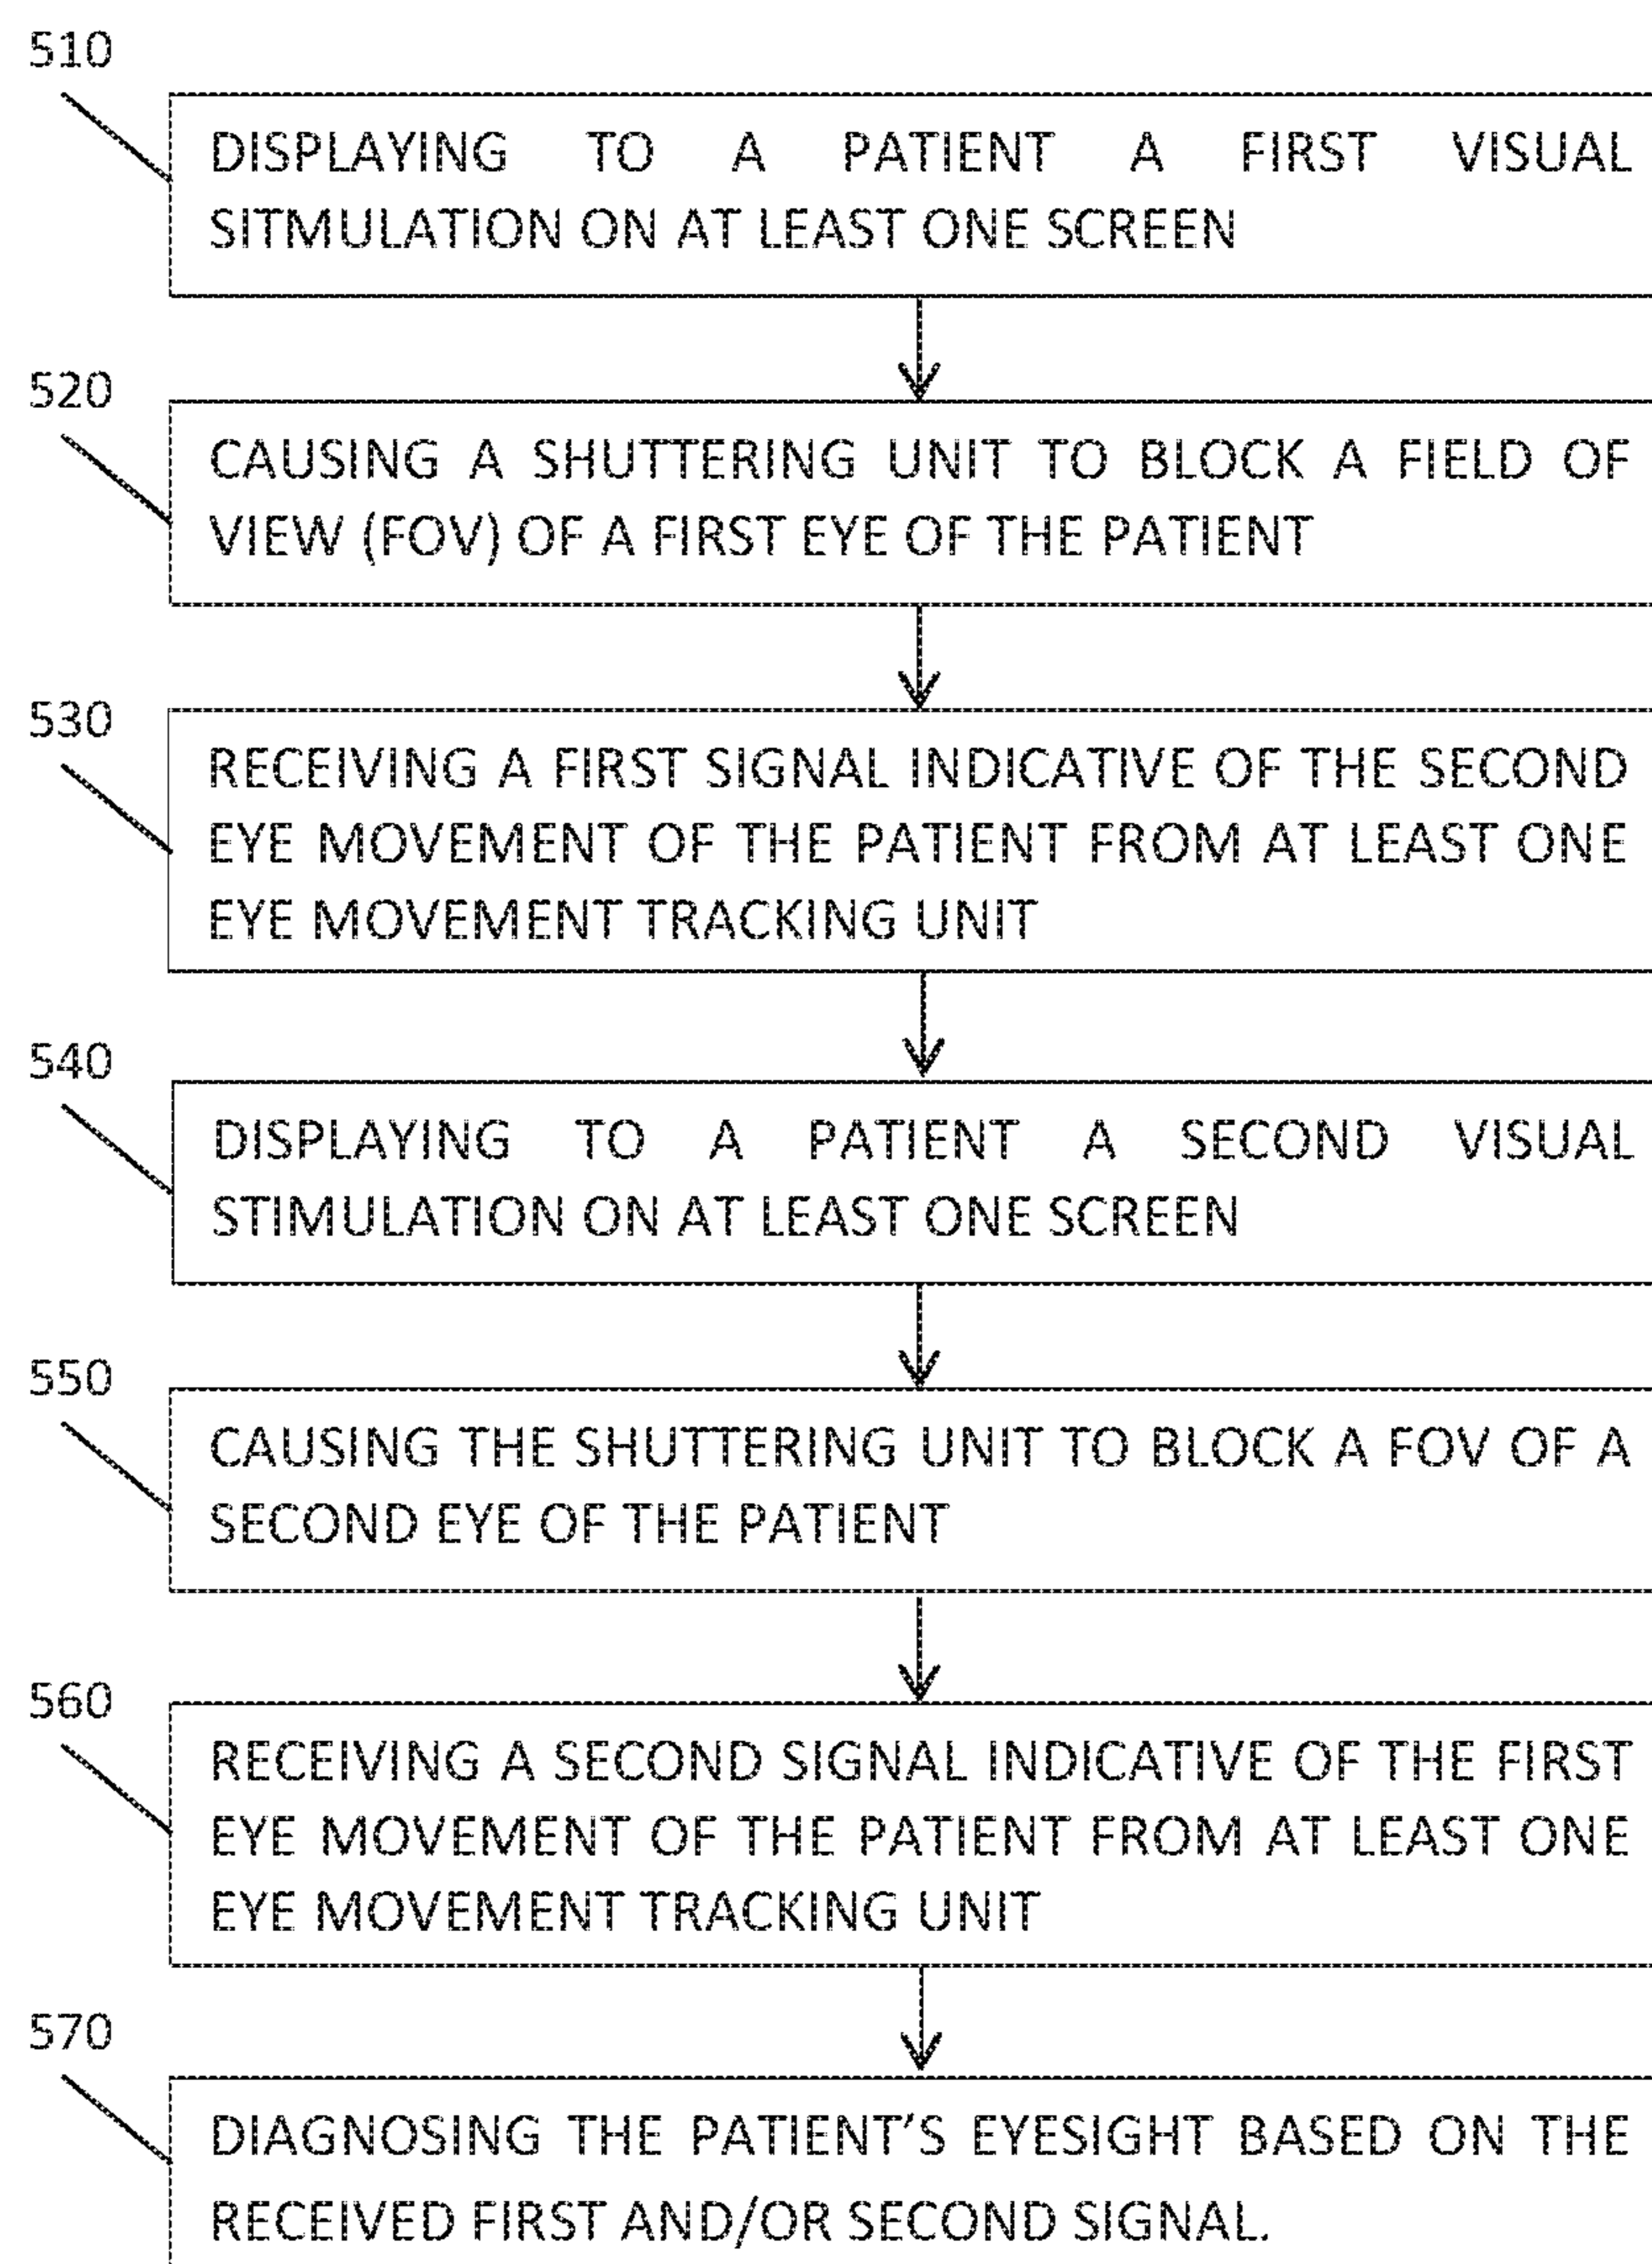 510
DISPLAYING TO A PATIENT A FIRST VISUAL
SITMULATION ON AT LEAST ONE SCREEN
520
CAUSING A SHUTTERING UNIT TO BLOCK A FIELD OF
VIEW (FOV) OF A FIRST EYE OF THE PATIENT
530
RECEIVING A FIRST SIGNAL INDICATIVE OF THE SECOND
EYE MOVEMENT OF THE PATIENT FROM AT LEAST ONE
EYE MOVEMENT TRACKING UNIT
540
DISPLAYING TO A PATIENT A SECOND VISUAL
STIMULATION ON AT LEAST ONE SCREEN
550
CAUSING THE SHUTTERING UNIT TO BLOCK A FOV OF A
SECOND EYE OF THE PATIENT
560
RECEIVING A SECOND SIGNAL INDICATIVE OF THE FIRST
EYE MOVEMENT OF THE PATIENT FROM AT LEAST ONE
EYE MOVEMENT TRACKING UNIT
570
DIAGNOSING THE PATIENT'S EYESIGHT BASED ON THE
RECEIVED FIRST AND/OR SECOND SIGNAL.